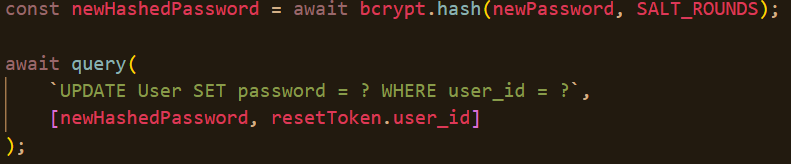 const newHashedPassword = await bcrypt.hash(newPassword, SALT_ROUNDS);
await query(
`UPDATE User SET password = ? WHERE user_id = ?`,
[newHashedPassword, resetToken.user_id]
);